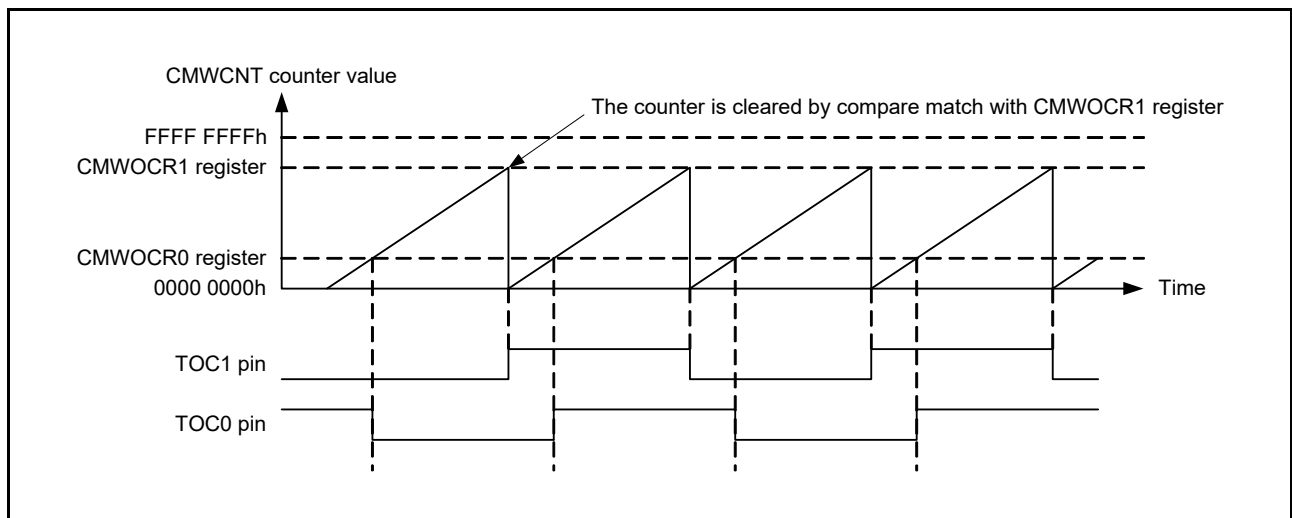 CMWCNT counter value
The counter is cleared by compare match with CMWOCR1 register
FFFF FFFFh
CMWOCR1 register
CMWOCR0 register
0000 0000h
Time
TOC1 pin
TOC0 pin